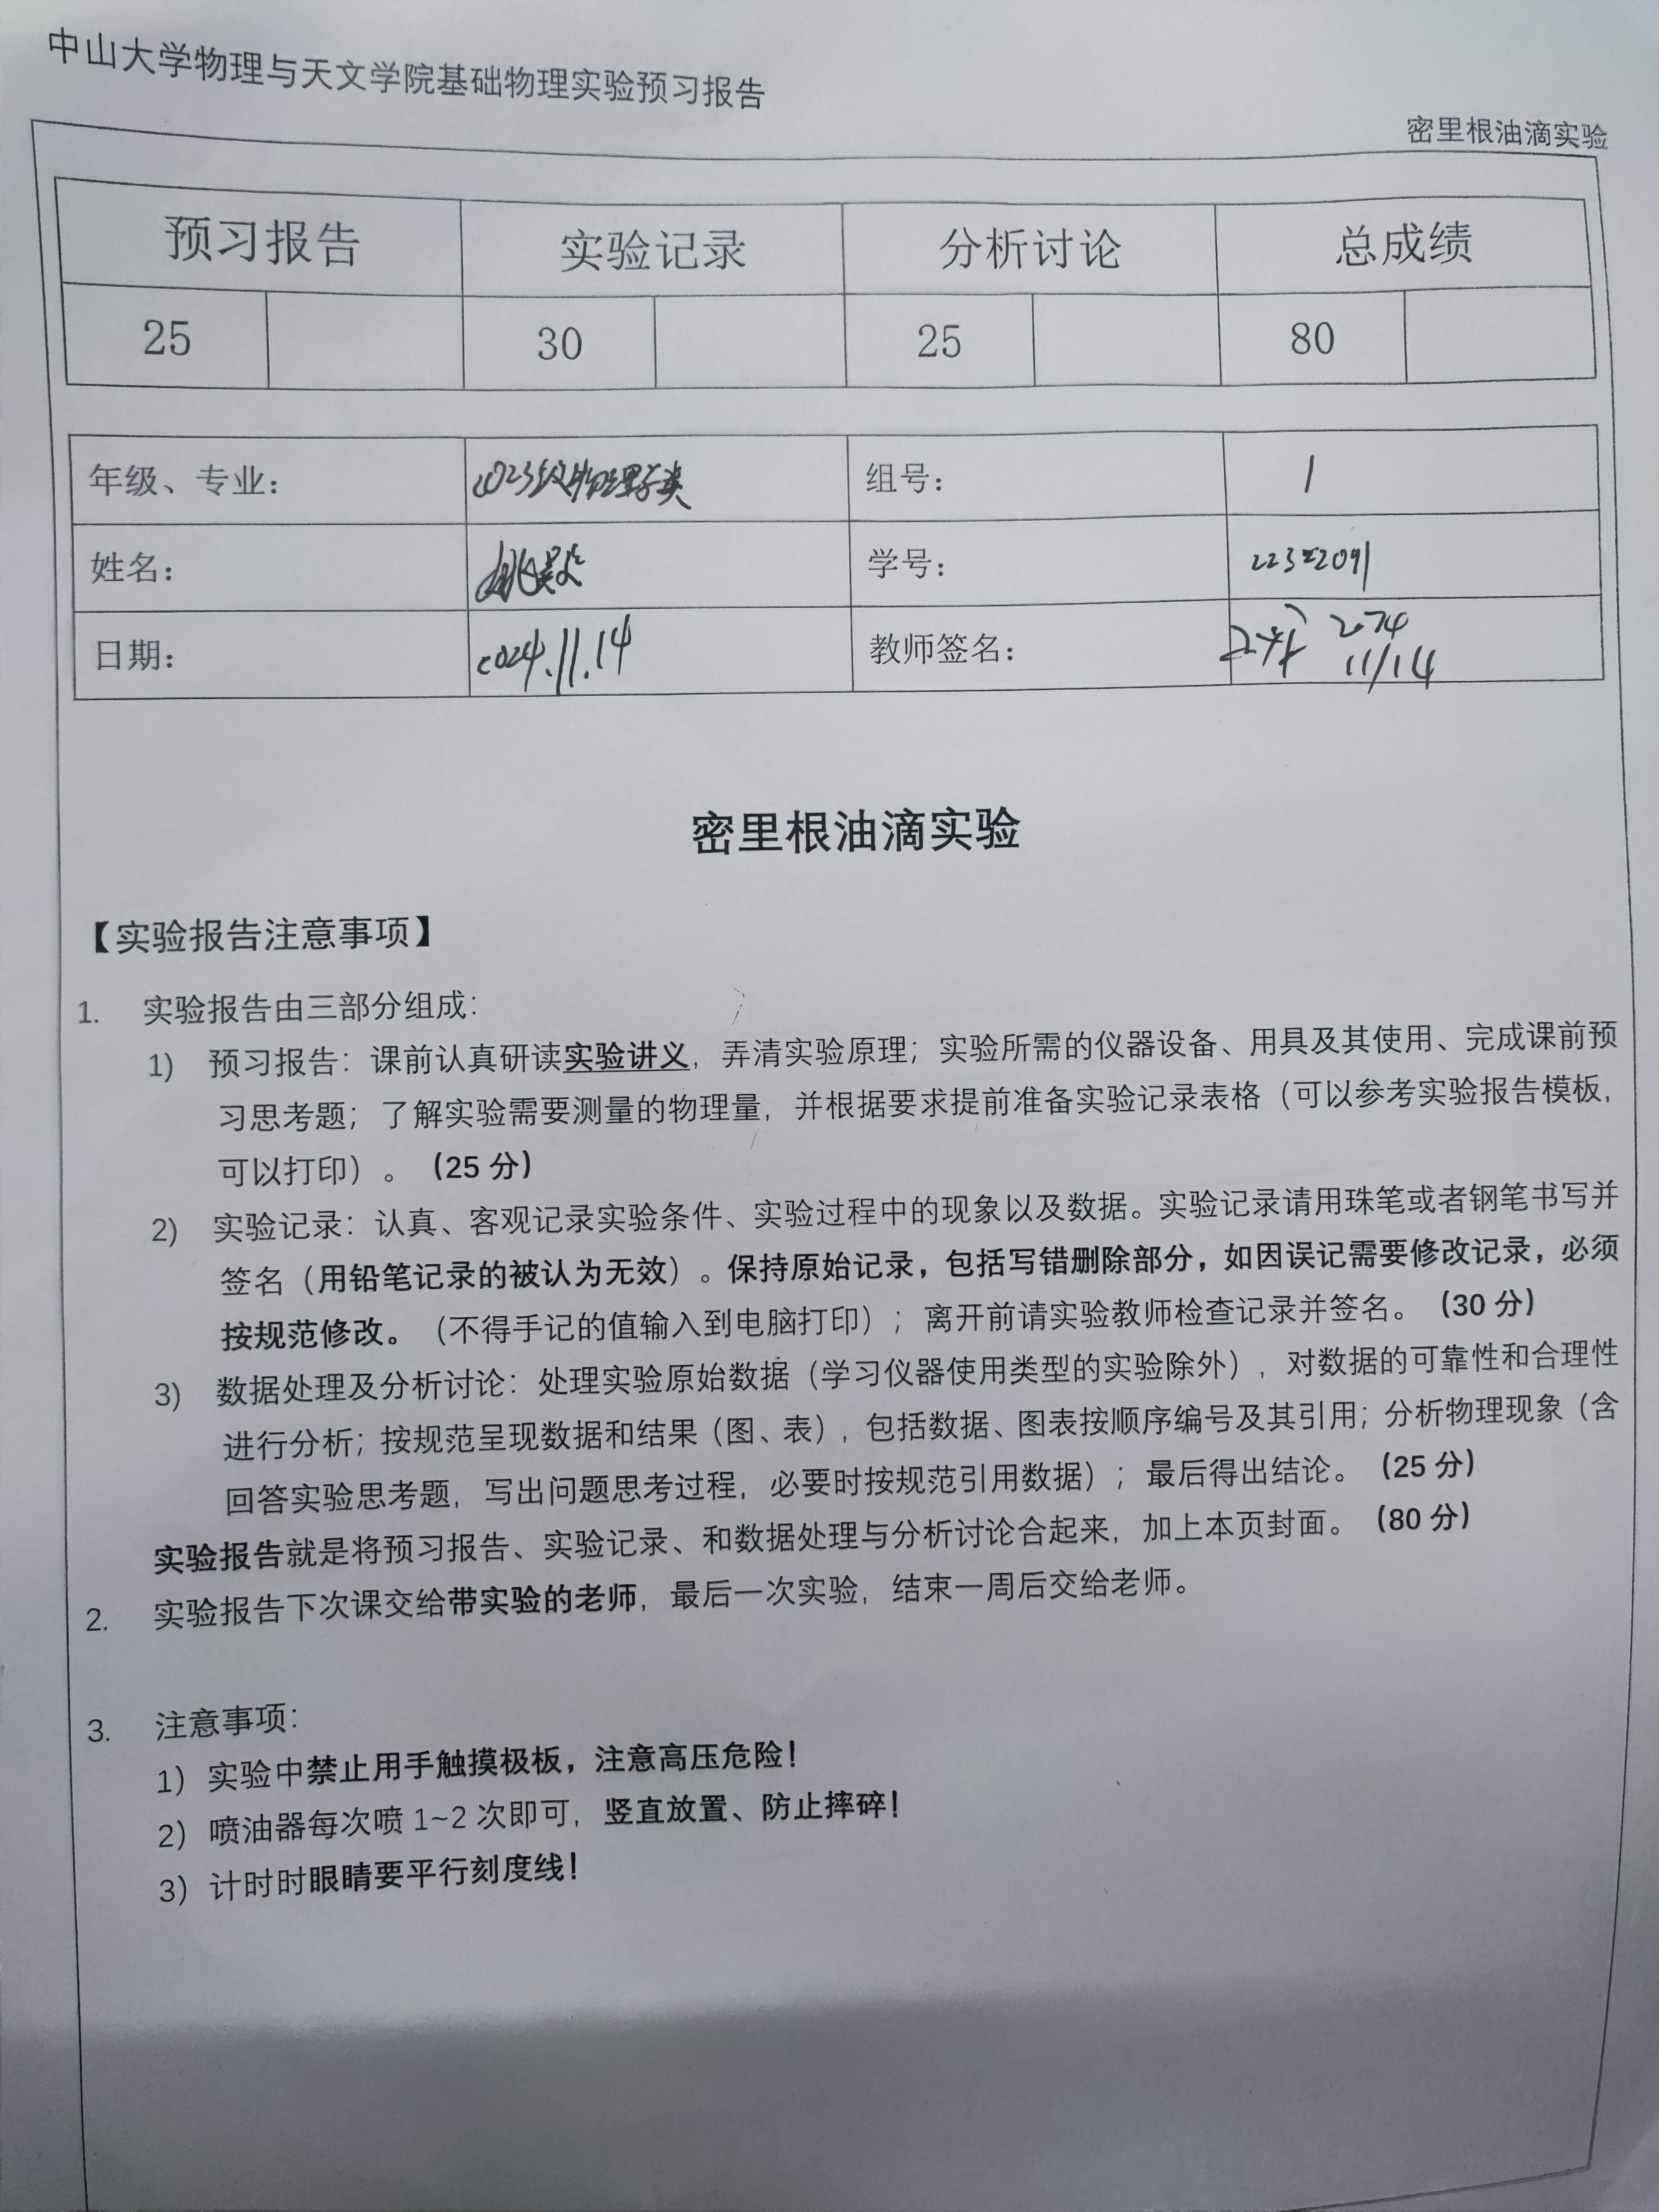 中山大学物理与天文学院基础物理实验预习报告
密里根油滴实验
预习报告 实验记录 分析讨论 总成绩
25 30 25 80
年级、专业： 2023级物理学类 组号： 1
姓名： 学号：
日期： 2024.11.14 教师签名： 11/14
密里根油滴实验
【实验报告注意事项】
1. 实验报告由三部分组成：
1) 预习报告：课前认真研读实验讲义，弄清实验原理；实验所需的仪器设备、用具及其使用、完成课前预
习思考题；了解实验需要测量的物理量，并根据要求提前准备实验记录表格（可以参考实验报告模板，
可以打印）。（25 分）
2) 实验记录：认真、客观记录实验条件、实验过程中的现象以及数据。实验记录请用珠笔或者钢笔书写并
签名（用铅笔记录的被认为无效）。保持原始记录，包括写错删除部分，如因误记需要修改记录，必须
按规范修改。（不得手记的值输入到电脑打印）；离开前请实验教师检查记录并签名。（30 分）
3) 数据处理及分析讨论：处理实验原始数据（学习仪器使用类型的实验除外），对数据的可靠性和合理性
进行分析；按规范呈现数据和结果（图、表），包括数据、图表按顺序编号及其引用；分析物理现象（含
回答实验思考题，写出问题思考过程，必要时按规范引用数据）；最后得出结论。（25 分）
实验报告就是将预习报告、实验记录、和数据处理与分析讨论合起来，加上本页封面。（80 分）
2. 实验报告下次课交给带实验的老师，最后一次实验，结束一周后交给老师。
3. 注意事项：
1) 实验中禁止用手触摸极板，注意高压危险！
2) 喷油器每次喷 1~2 次即可，竖直放置、防止摔碎！
3) 计时时眼睛要平行刻度线！